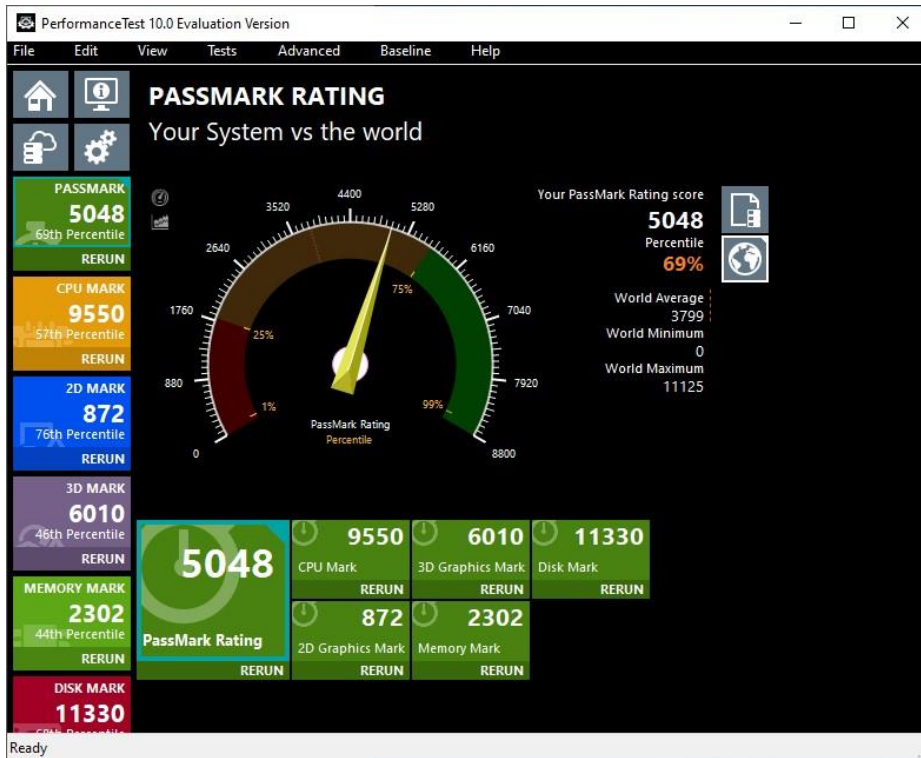 PerformanceTest 10.0 Evaluation Version
File Edit View Tests Advanced Baseline Help
PASSMARK RATING
Your System vs the world
PASSMARK
5048
69th Percentile
RERUN
CPU MARK
9550
57th Percentile
RERUN
2D MARK
872
76th Percentile
RERUN
3D MARK
6010
46th Percentile
RERUN
MEMORY MARK
2302
44th Percentile
RERUN
DISK MARK
11330
0
880
1760
2640
3520
4400
5280
6160
7040
7920
8800
1%
25%
75%
99%
PassMark Rating
Percentile
Your PassMark Rating score
5048
Percentile
69%
World Average
3799
World Minimum
0
World Maximum
11125
5048
PassMark Rating
RERUN
9550
CPU Mark
RERUN
6010
3D Graphics Mark
RERUN
11330
Disk Mark
RERUN
872
2D Graphics Mark
RERUN
2302
Memory Mark
RERUN
Ready